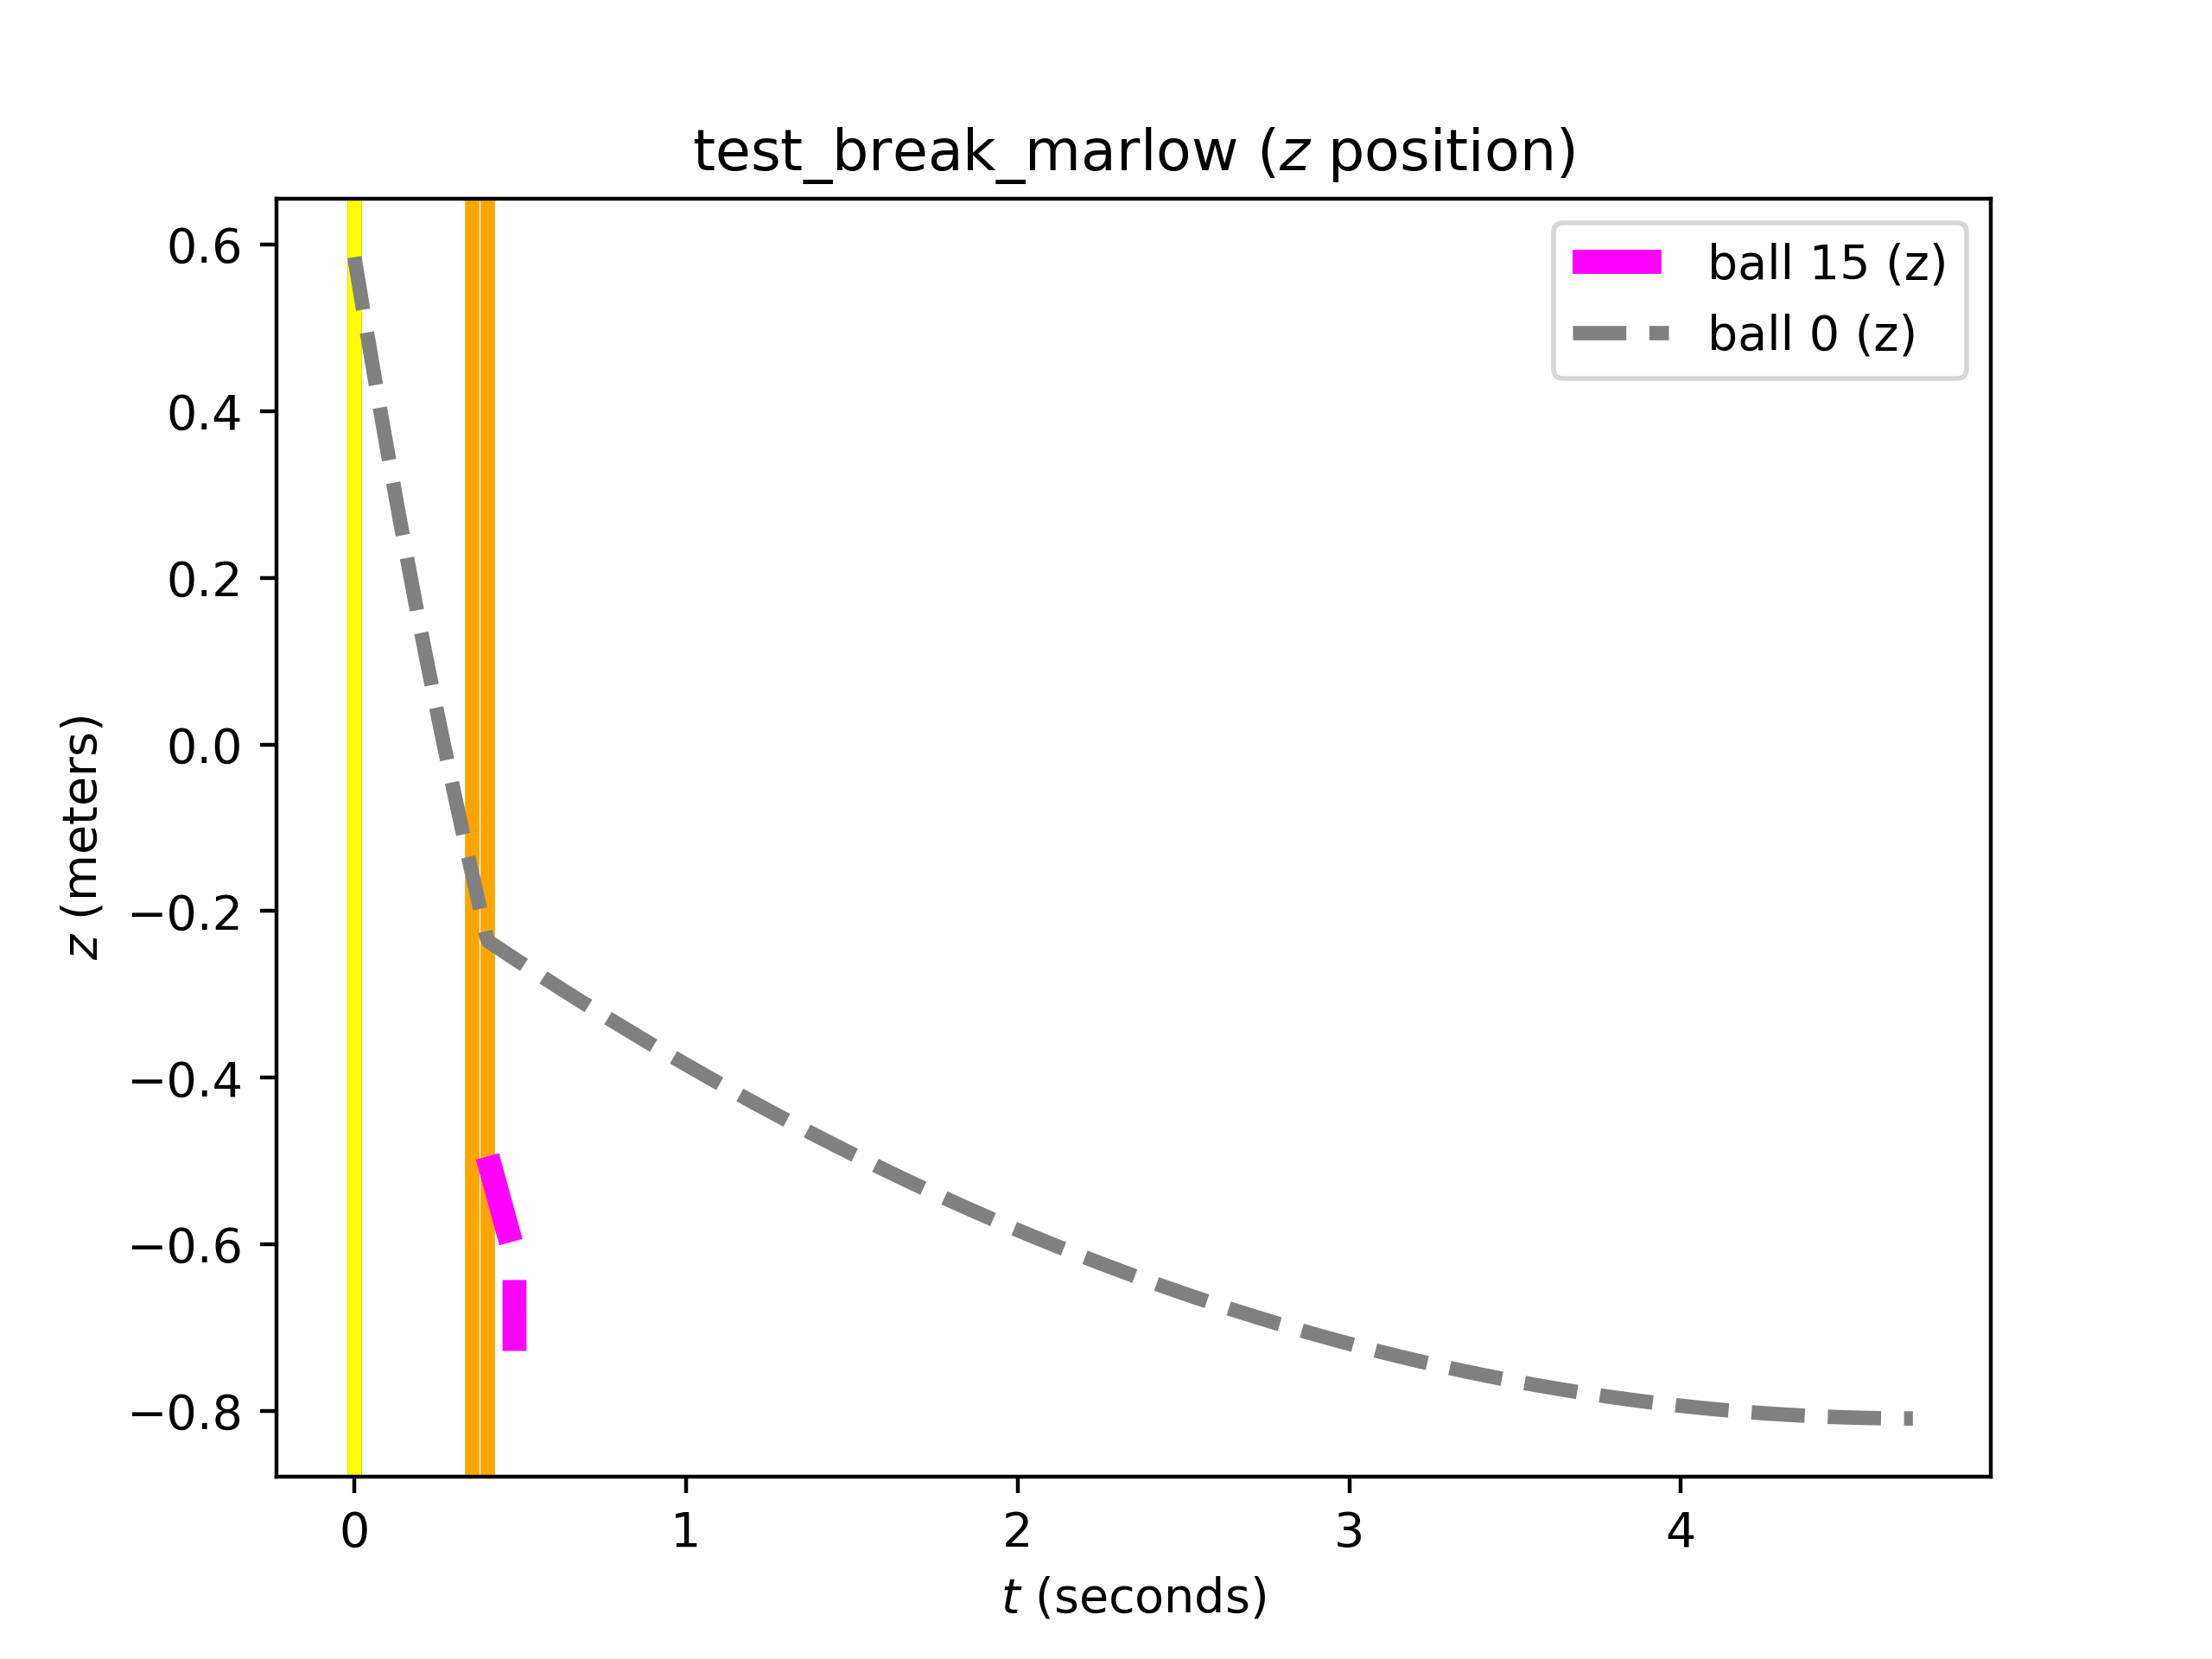 test_break_marlow (z position)
ball 15 (z)
ball 0 (z)
z (meters)
0.6
0.4
0.2
0.0
−0.2
−0.4
−0.6
−0.8
0 1 2 3 4
t (seconds)